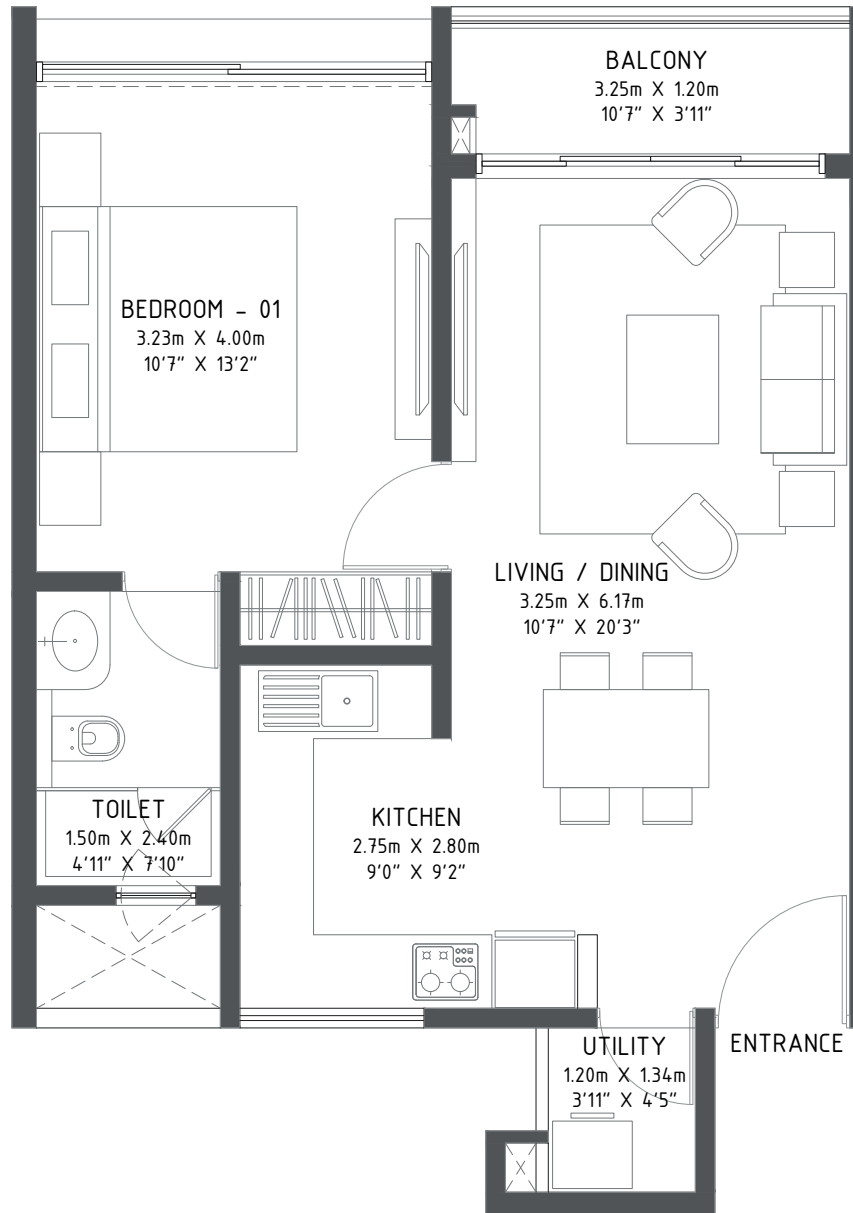 BALCONY
3.25m X 1.20m
10'7" X 3'11"
BEDROOM - 01
3.23m X 4.00m
10'7" X 13'2"
LIVING / DINING
3.25m X 6.17m
10'7" X 20'3"
TOILET
1.50m X 2.40m
4'11" X 7'10"
KITCHEN
2.75m X 2.80m
9'0" X 9'2"
UTILITY
1.20m X 1.34m
3'11" X 4'5"
ENTRANCE